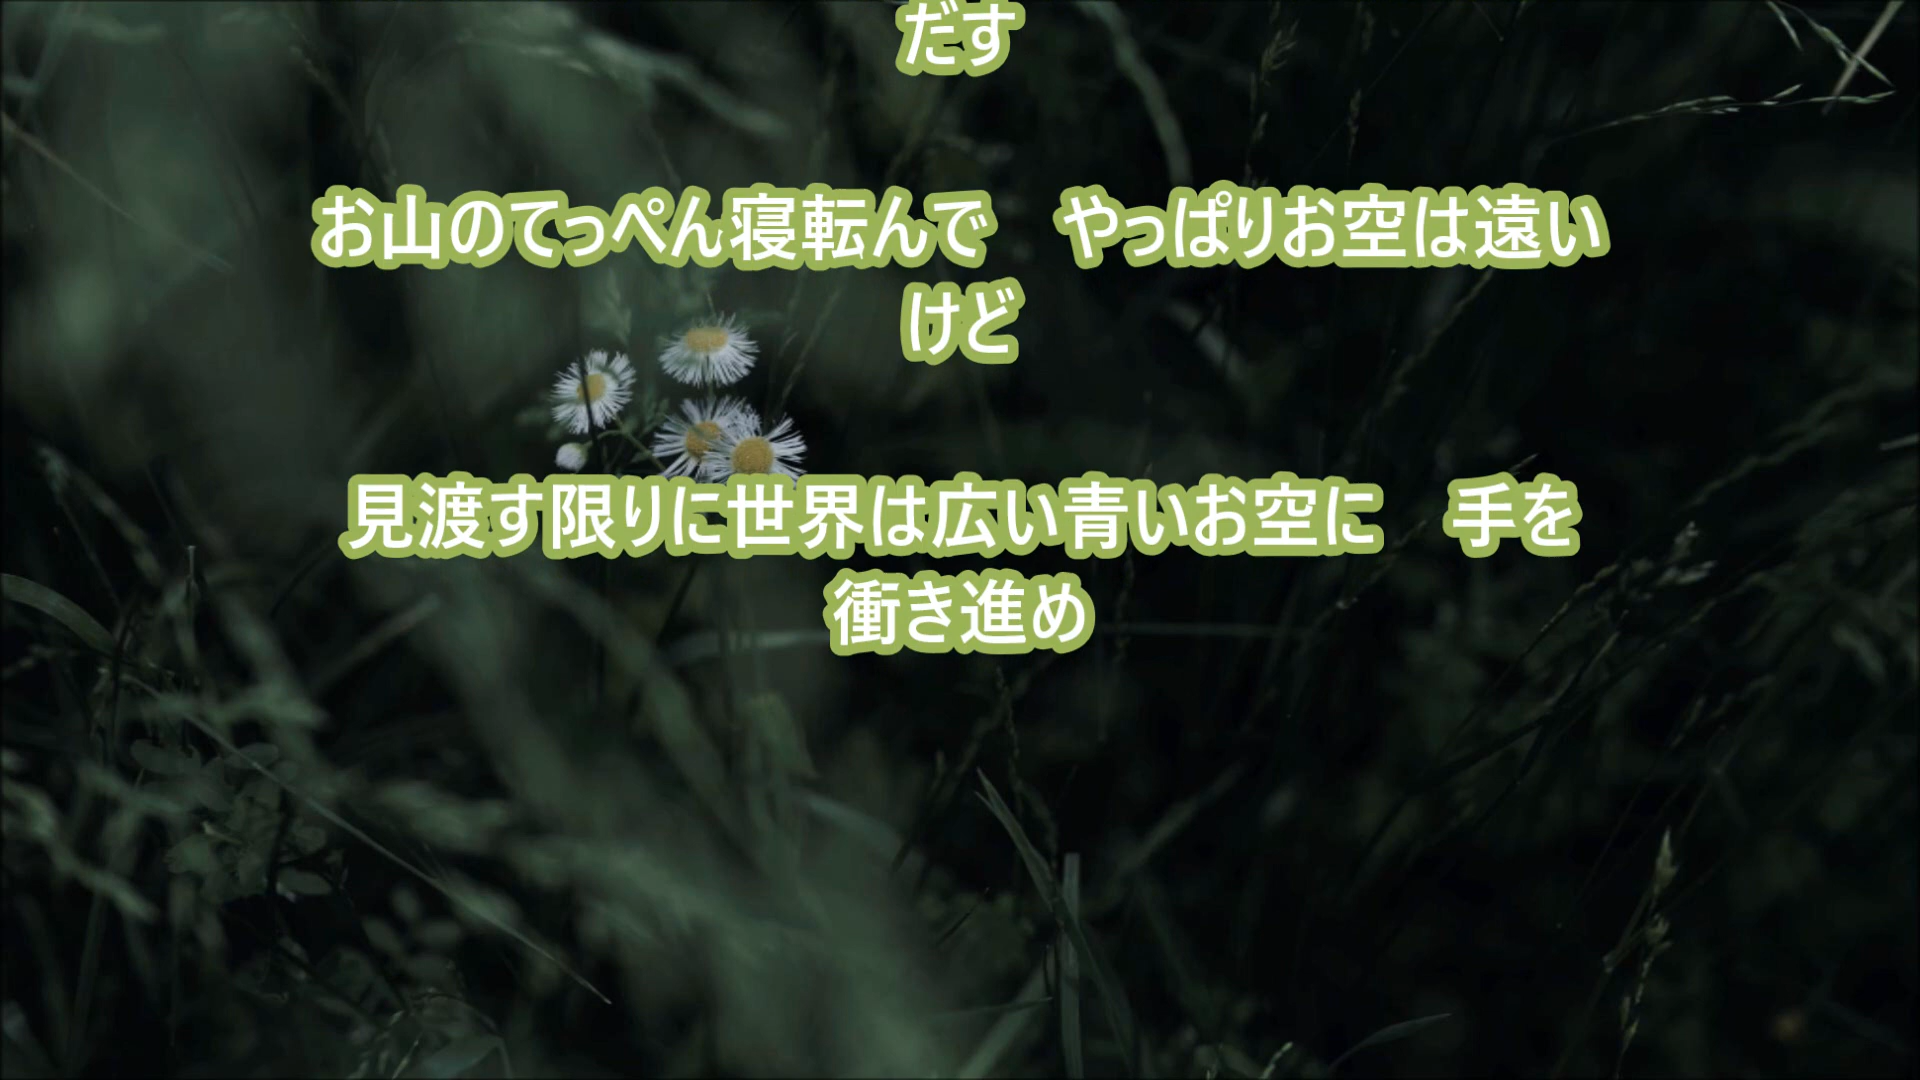 だす
お山のてっぺん寝転んで　やっぱりお空は遠い
けど
見渡す限りに世界は広い青いお空に　手を
衝き進め